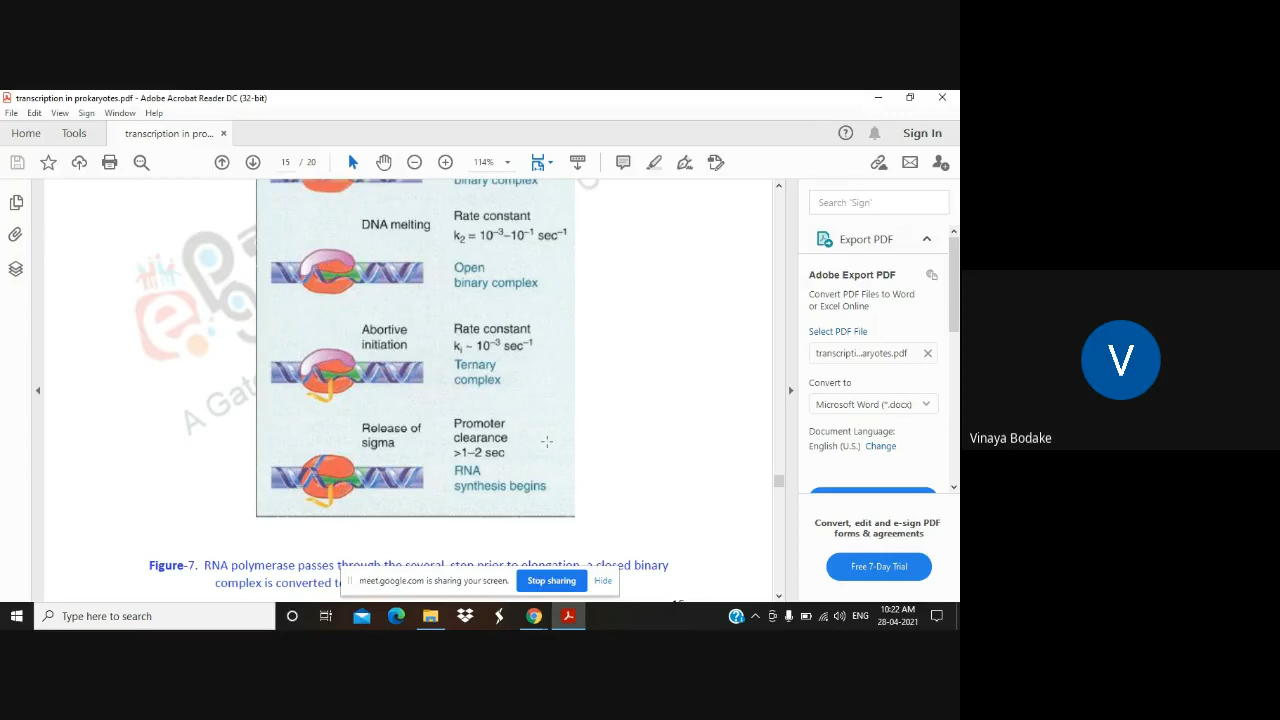 transcription in prokaryotes.pdf - Adobe Acrobat Reader DC (32-bit)
File Edit View Sign Window Help
Home Tools transcription in pro... × Sign In
15 / 20 114%
binary complex
DNA melting
Rate constant
k₂ = 10⁻³–10⁻¹ sec⁻¹
Open
binary complex
Abortive
initiation
Rate constant
kᵢ ~ 10⁻³ sec⁻¹
Ternary
complex
Release of
sigma
Promoter
clearance
>1–2 sec
RNA
synthesis begins
A Gate
Figure-7. RNA polymerase passes through the several step prior to elongation, a closed binary
complex is converted
meet.google.com is sharing your screen. Stop sharing Hide
Search 'Sign'
Export PDF
Adobe Export PDF
Convert PDF Files to Word
or Excel Online
Select PDF File
transcripti...aryotes.pdf
Convert to
Microsoft Word (*.docx)
Document Language:
English (U.S.) Change
Convert, edit and e-sign PDF
forms & agreements
Free 7-Day Trial
Type here to search
ENG
10:22 AM
28-04-2021
V
Vinaya Bodake